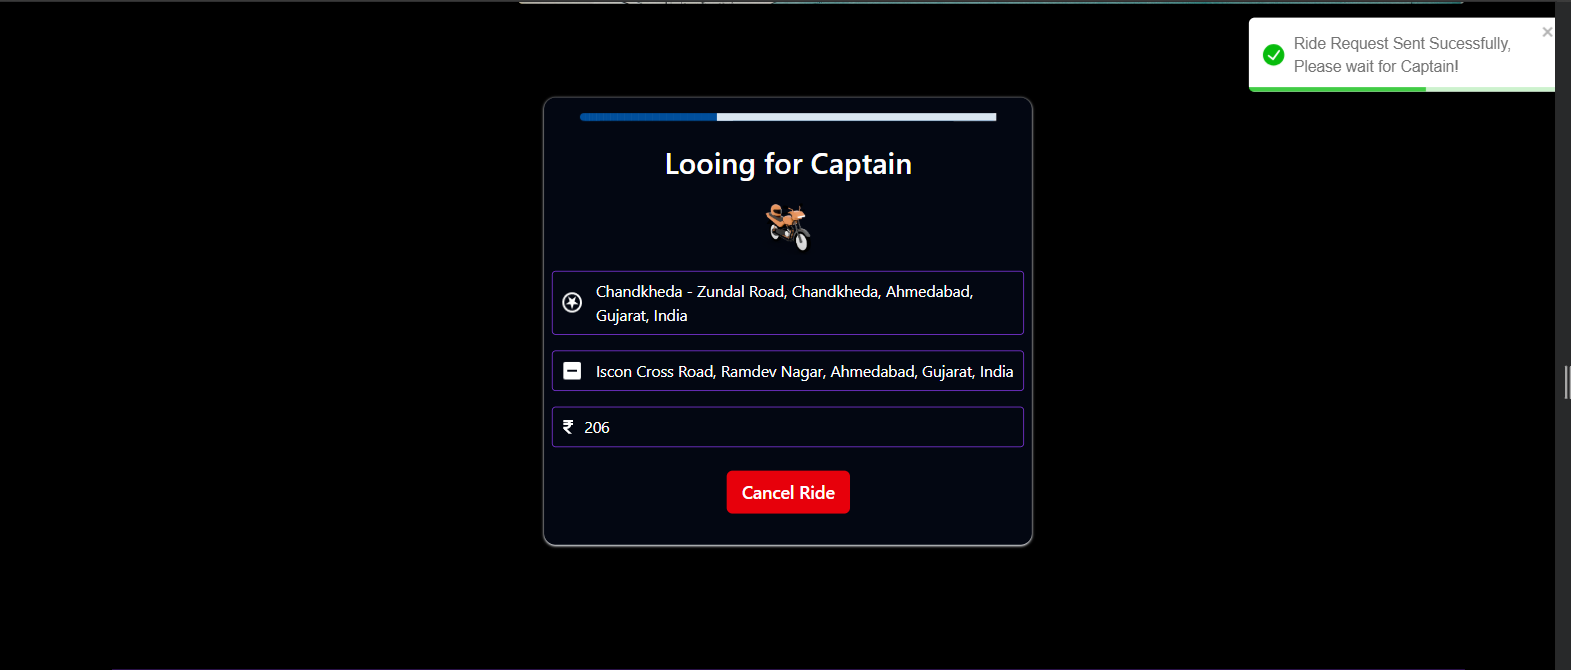 Ride Request Sent Sucessfully,
Please wait for Captain!
Looing for Captain
Chandkheda - Zundal Road, Chandkheda, Ahmedabad,
Gujarat, India
Iscon Cross Road, Ramdev Nagar, Ahmedabad, Gujarat, India
₹ 206
Cancel Ride